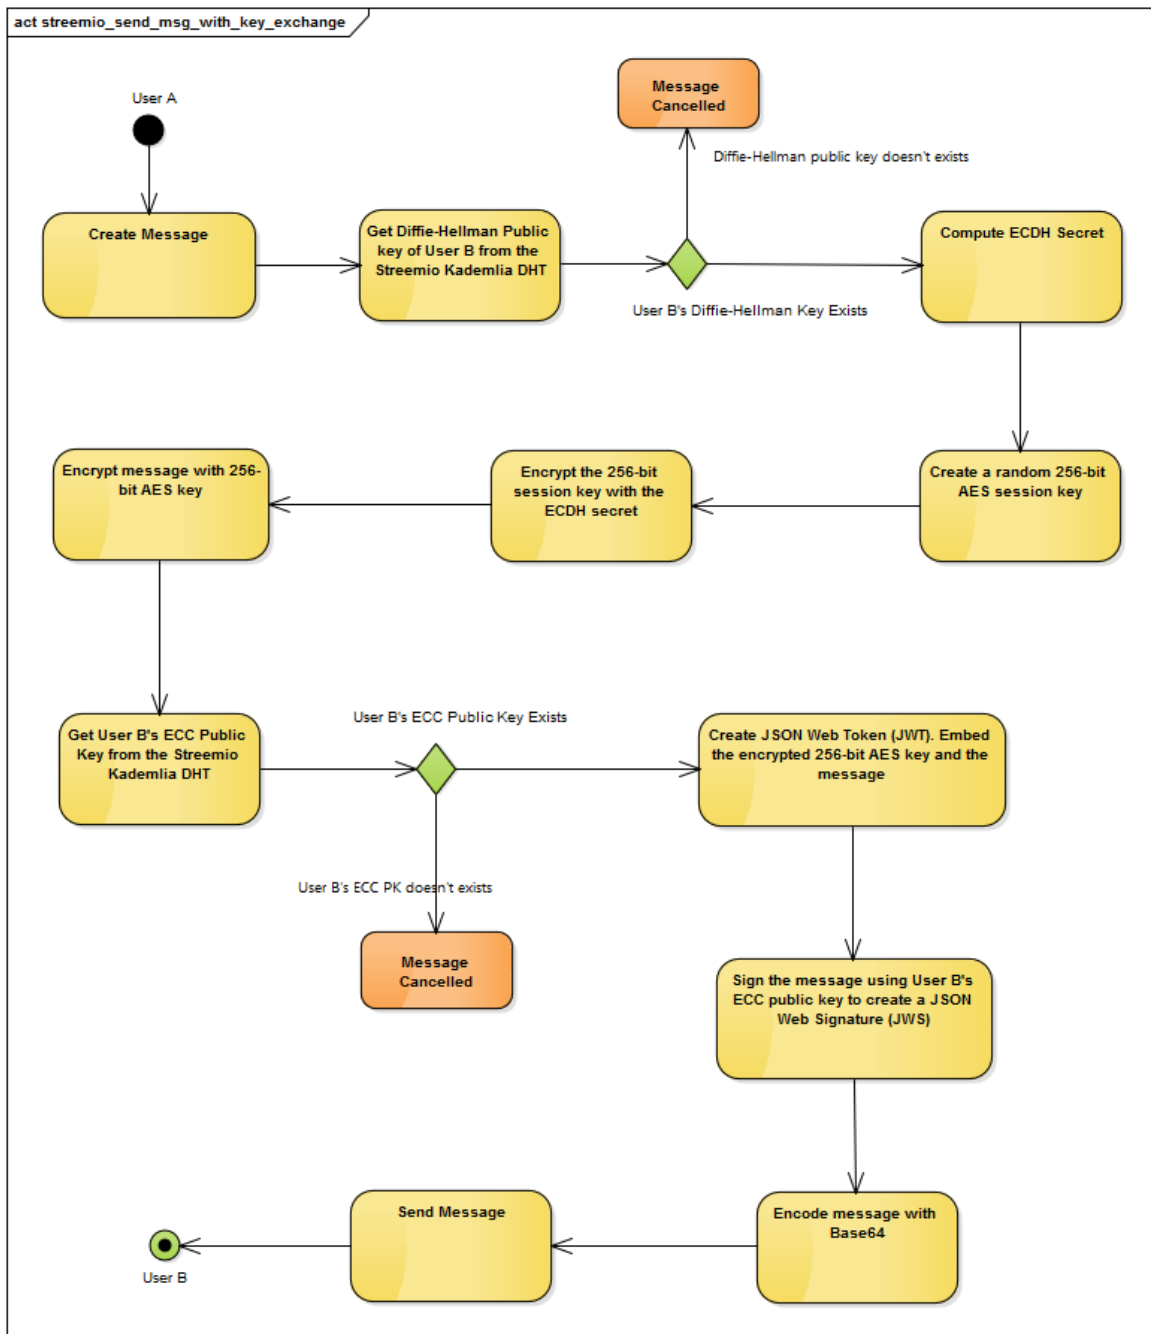 act streemio_send_msg_with_key_exchange
User A
Message
Cancelled
Diffie-Hellman public key doesn't exists
Create Message
Get Diffie-Hellman Public
key of User B from the
Streemio Kademlia DHT
User B's Diffie-Hellman Key Exists
Compute ECDH Secret
Create a random 256-bit
AES session key
Encrypt the 256-bit
session key with the
ECDH secret
Encrypt message with 256-
bit AES key
Get User B's ECC Public
Key from the Streemio
Kademlia DHT
User B's ECC Public Key Exists
User B's ECC PK doesn't exists
Message
Cancelled
Create JSON Web Token (JWT). Embed
the encrypted 256-bit AES key and the
message
Sign the message using User B's
ECC public key to create a JSON
Web Signature (JWS)
Encode message with
Base64
Send Message
User B